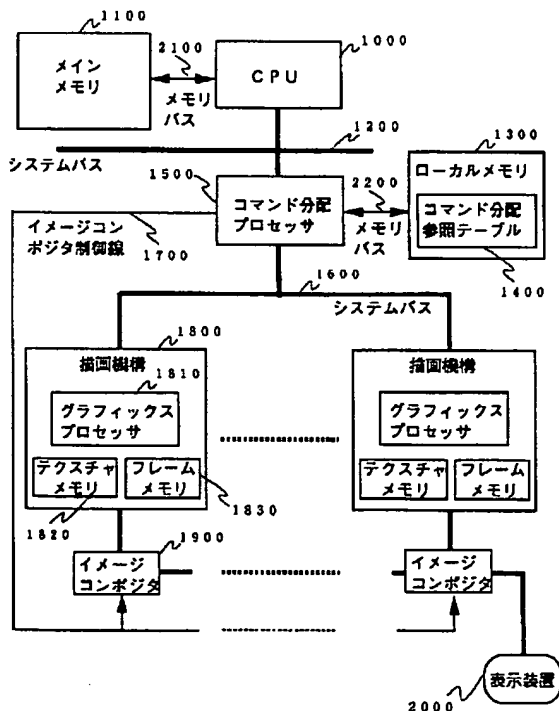 1100
メイン
メモリ
2100
メモリ
バス
1000
CPU
1200
システムバス
1300
ローカルメモリ
コマンド分配
参照テーブル
1400
1500
コマンド分配
プロセッサ
2200
メモリ
バス
イメージコン
ポジタ制御線
1700
1600
システムバス
1800
描画機構
1810
グラフィックス
プロセッサ
テクスチャ
メモリ
フレーム
メモリ
1820
1830
描画機構
グラフィックス
プロセッサ
テクスチャ
メモリ
フレーム
メモリ
1900
イメージ
コンポジタ
イメージ
コンポジタ
表示装置
2000